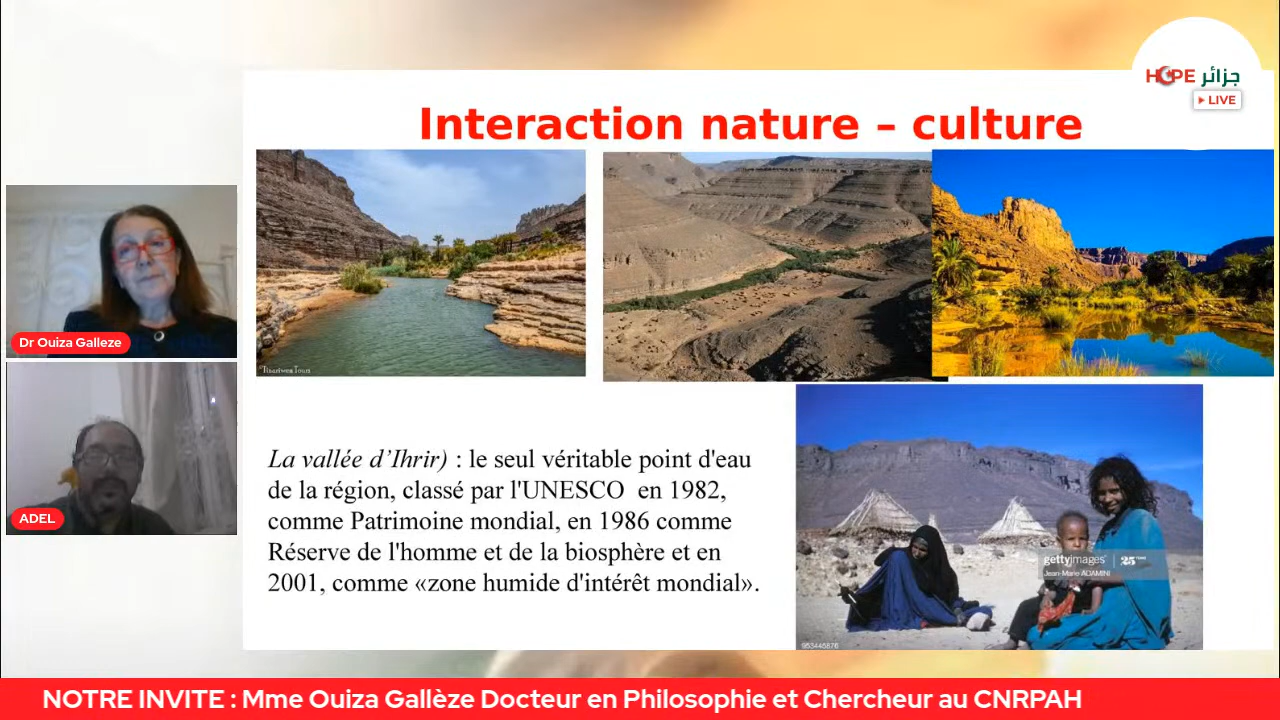 HOPE جزائر
LIVE
Interaction nature – culture
Dr Ouiza Galleze
ADEL
La vallée d’Ihrir) : le seul véritable point d'eau
de la région, classé par l'UNESCO en 1982,
comme Patrimoine mondial, en 1986 comme
Réserve de l'homme et de la biosphère et en
2001, comme «zone humide d'intérêt mondial».
gettyimages
Jean-Marie ADAMINI
953445876
NOTRE INVITE : Mme Ouiza Gallèze Docteur en Philosophie et Chercheur au CNRPAH